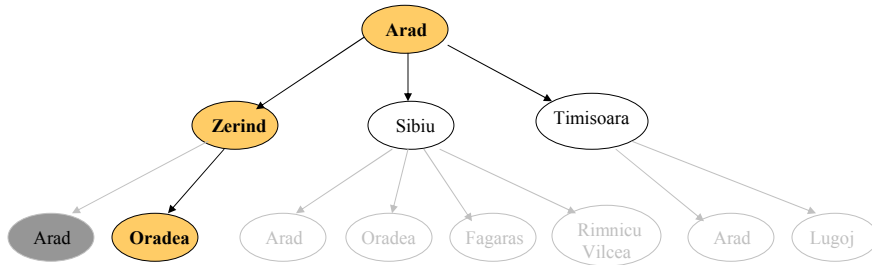 Arad
Zerind
Sibiu
Timisoara
Arad
Oradea
Arad
Oradea
Fagaras
Rimnicu
Vilcea
Arad
Lugoj